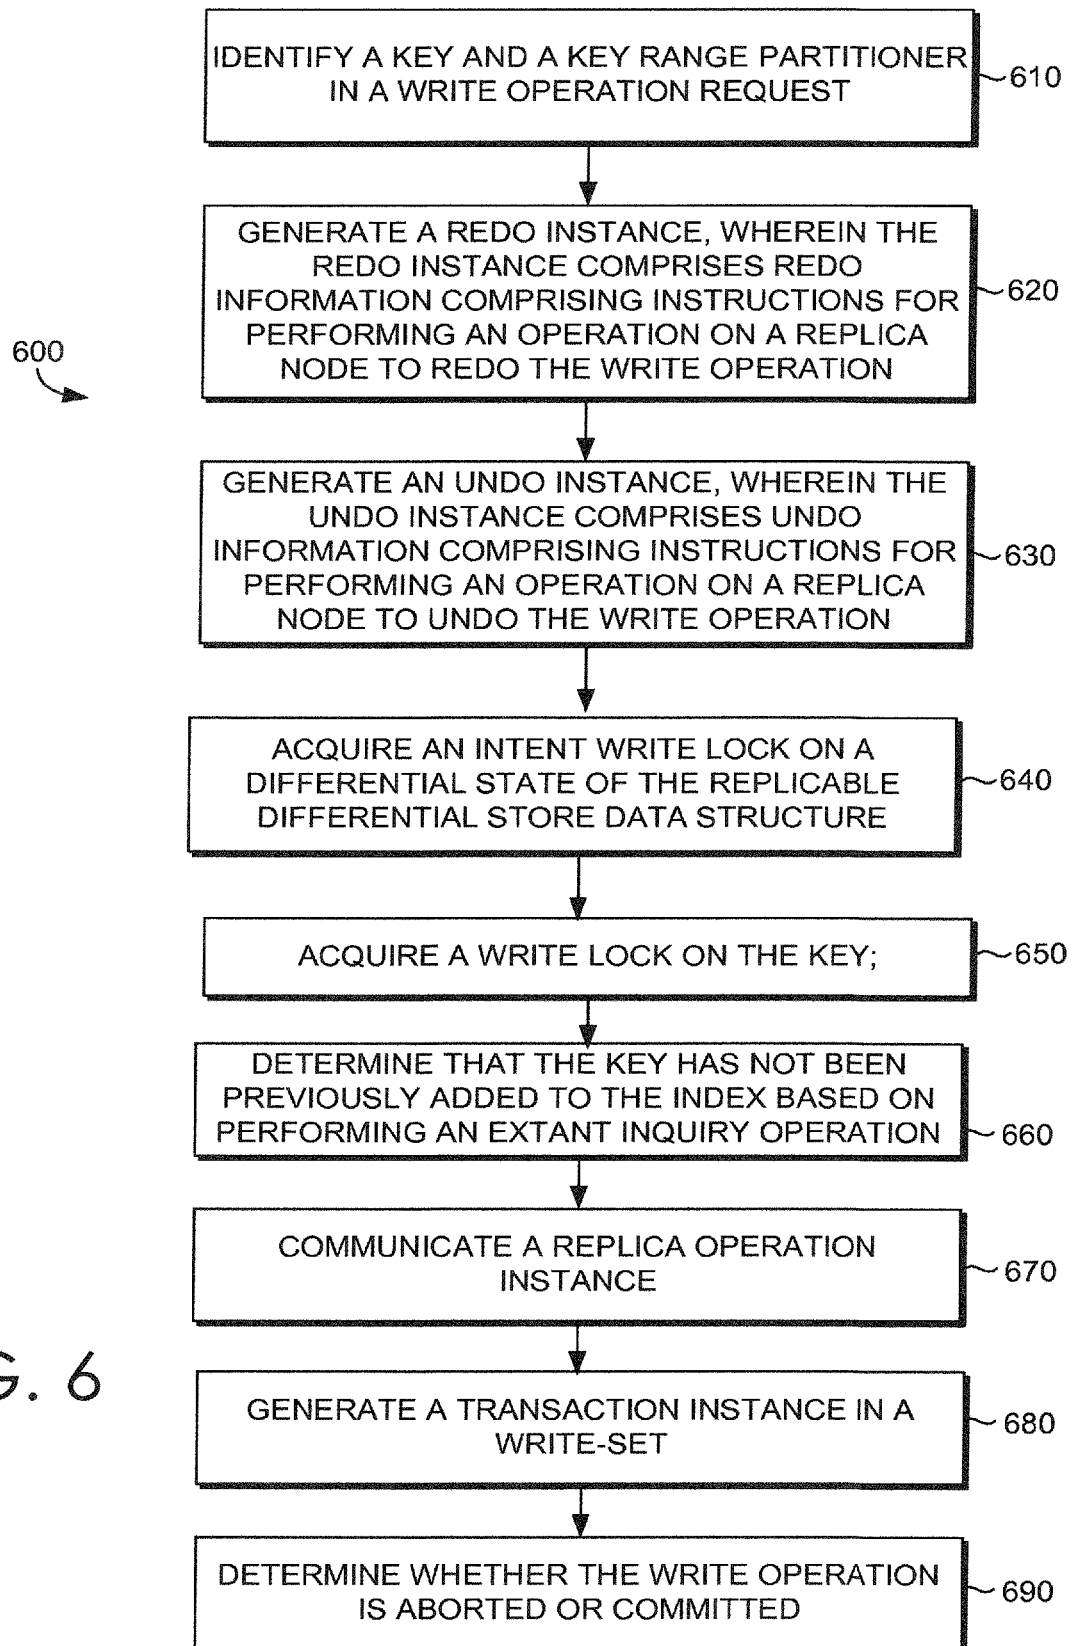 IDENTIFY A KEY AND A KEY RANGE PARTITIONER
IN A WRITE OPERATION REQUEST
610
GENERATE A REDO INSTANCE, WHEREIN THE
REDO INSTANCE COMPRISES REDO
INFORMATION COMPRISING INSTRUCTIONS FOR
PERFORMING AN OPERATION ON A REPLICA
NODE TO REDO THE WRITE OPERATION
620
600
GENERATE AN UNDO INSTANCE, WHEREIN THE
UNDO INSTANCE COMPRISES UNDO
INFORMATION COMPRISING INSTRUCTIONS FOR
PERFORMING AN OPERATION ON A REPLICA
NODE TO UNDO THE WRITE OPERATION
630
ACQUIRE AN INTENT WRITE LOCK ON A
DIFFERENTIAL STATE OF THE REPLICABLE
DIFFERENTIAL STORE DATA STRUCTURE
640
ACQUIRE A WRITE LOCK ON THE KEY;
650
DETERMINE THAT THE KEY HAS NOT BEEN
PREVIOUSLY ADDED TO THE INDEX BASED ON
PERFORMING AN EXTANT INQUIRY OPERATION
660
COMMUNICATE A REPLICA OPERATION
INSTANCE
670
G. 6
GENERATE A TRANSACTION INSTANCE IN A
WRITE-SET
680
DETERMINE WHETHER THE WRITE OPERATION
IS ABORTED OR COMMITTED
690